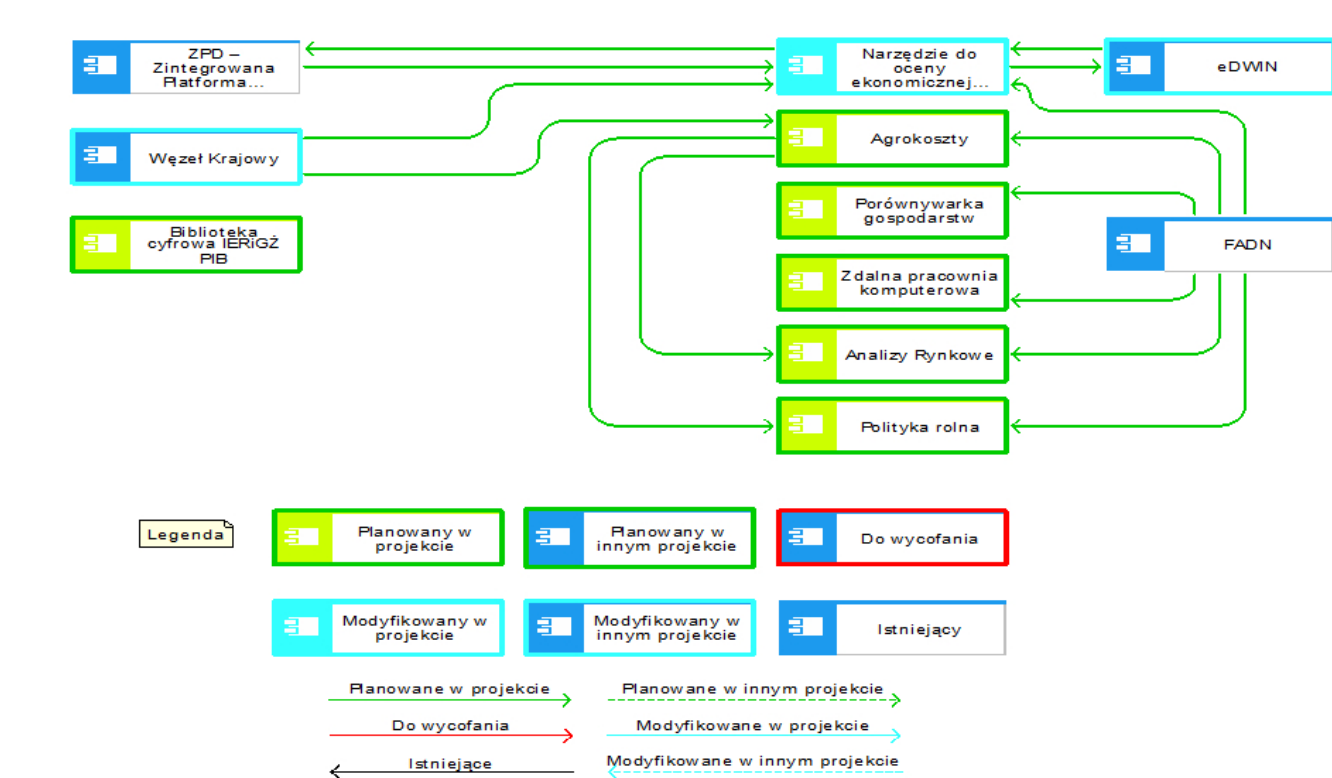 ZPD –
Zintegrowana
Platforma...
Narzędzie do
oceny
ekonomicznej...
eDWIN
Węzeł Krajowy
Agrokoszty
Biblioteka
cyfrowa IERiGŻ
PIB
Porównywarka
gospodarstw
FADN
Zdalna pracownia
komputerowa
Analizy Rynkowe
Polityka rolna
Legenda
Planowany w
projekcie
Planowany w
innym projekcie
Do wycofania
Modyfikowany w
projekcie
Modyfikowany w
innym projekcie
Istniejący
Planowane w projekcie
Planowane w innym projekcie
Do wycofania
Modyfikowane w projekcie
Istniejące
Modyfikowane w innym projekcie